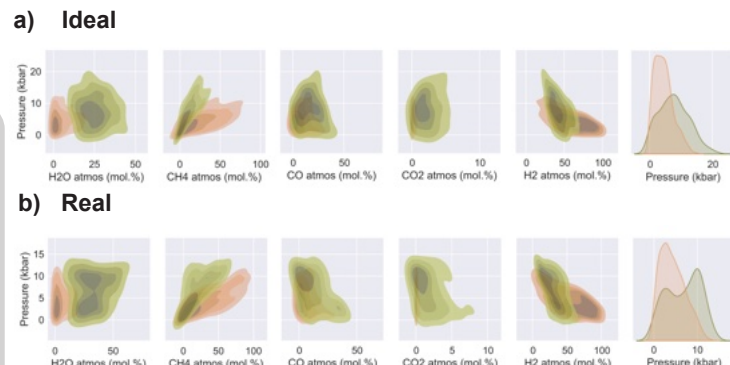 a) Ideal
Pressure (kbar)
20
10
0
0 25 50
H2O atmos (mol.%)
0 50 100
CH4 atmos (mol.%)
0 50
CO atmos (mol.%)
0 10
CO2 atmos (mol.%)
0 50 100
H2 atmos (mol.%)
0 20
Pressure (kbar)
b) Real
Pressure (kbar)
15
10
5
0
0 50
H2O atmos (mol.%)
0 50 100
CH4 atmos (mol.%)
0 50
CO atmos (mol.%)
0 5 10
CO2 atmos (mol.%)
0 50 100
H2 atmos (mol.%)
0 10
Pressure (kbar)